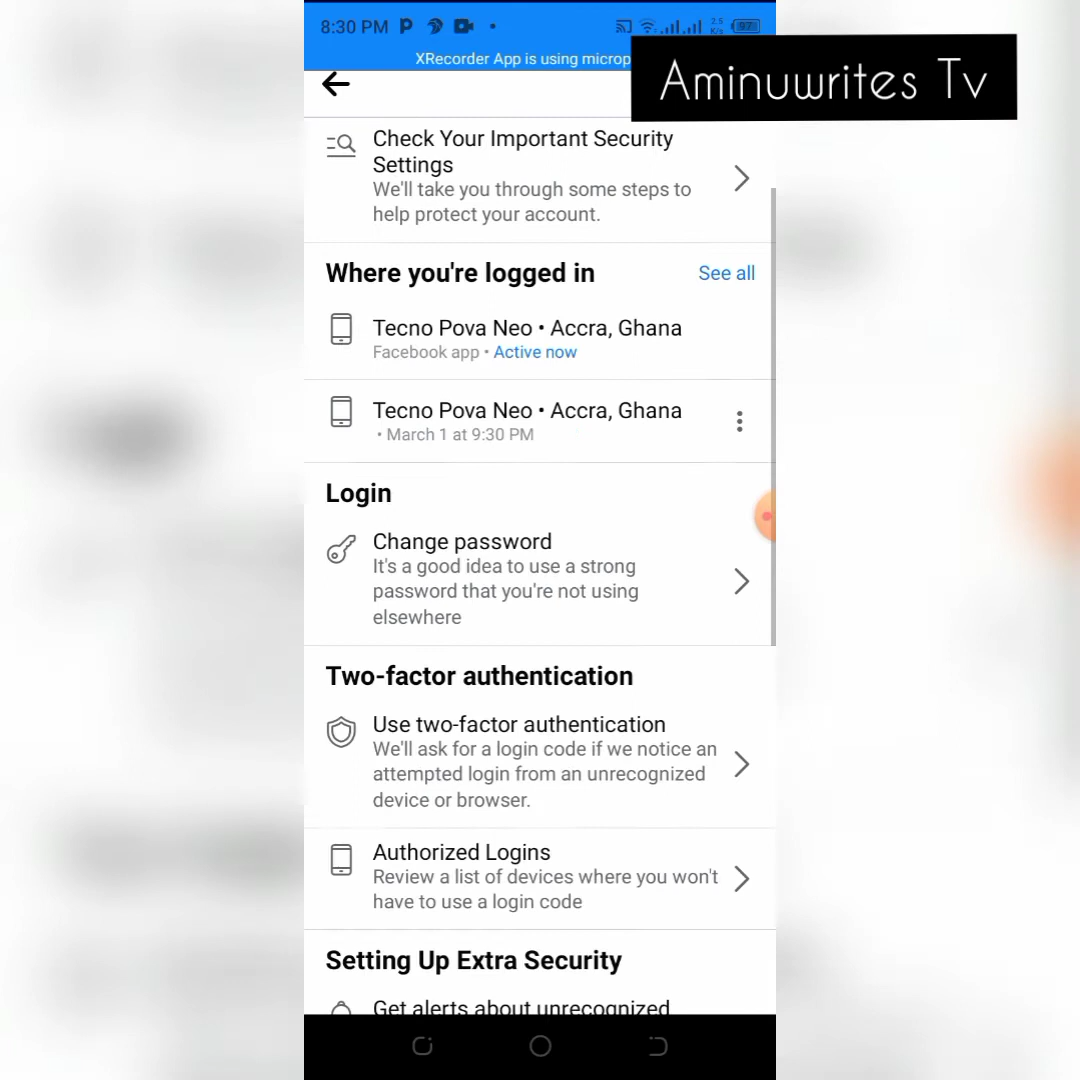 8:30 PM
2.5
K/s
97
XRecorder App is using microp
Aminuwrites Tv
Check Your Important Security
Settings
We'll take you through some steps to
help protect your account.
Where you're logged in
See all
Tecno Pova Neo • Accra, Ghana
Facebook app • Active now
Tecno Pova Neo • Accra, Ghana
• March 1 at 9:30 PM
Login
Change password
It's a good idea to use a strong
password that you're not using
elsewhere
Two-factor authentication
Use two-factor authentication
We'll ask for a login code if we notice an
attempted login from an unrecognized
device or browser.
Authorized Logins
Review a list of devices where you won't
have to use a login code
Setting Up Extra Security
Get alerts about unrecognized